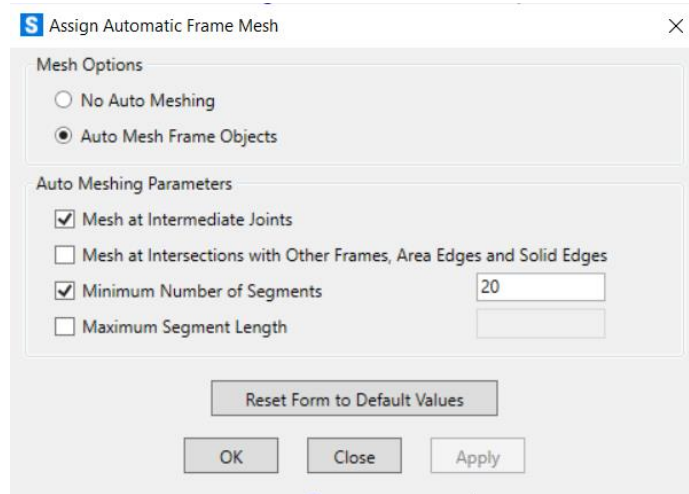 S Assign Automatic Frame Mesh
Mesh Options
No Auto Meshing
Auto Mesh Frame Objects
Auto Meshing Parameters
Mesh at Intermediate Joints
Mesh at Intersections with Other Frames, Area Edges and Solid Edges
Minimum Number of Segments 20
Maximum Segment Length
Reset Form to Default Values
OK Close Apply